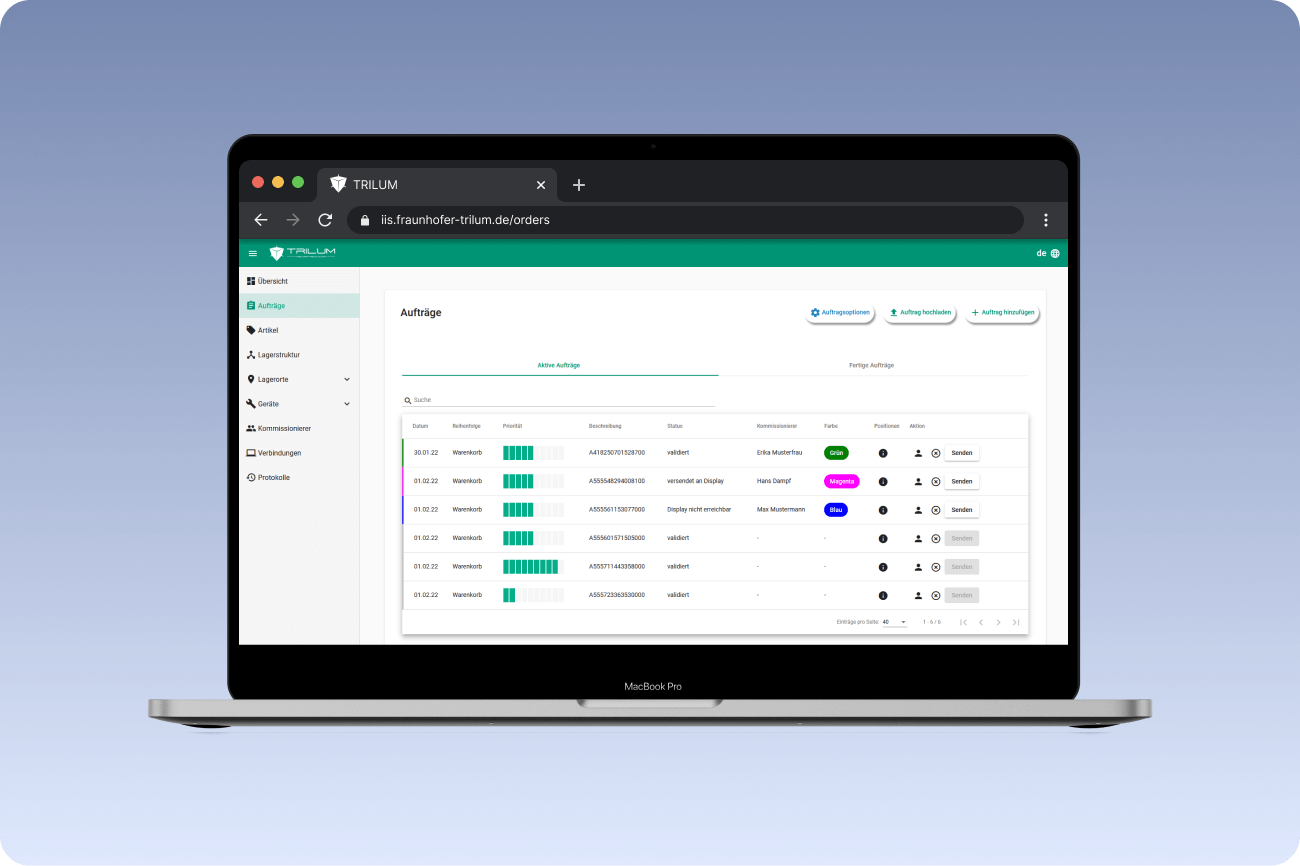 TRILUM
iis.fraunhofer-trilum.de/orders
TRILUM
de
Übersicht
Aufträge
Artikel
Lagerstruktur
Lagerorte
Geräte
Kommissionierer
Verbindungen
Protokolle
Aufträge
Auftragsoptionen
Auftrag hochladen
Auftrag hinzufügen
Aktive Aufträge
Fertige Aufträge
Suche
Datum Reihenfolge Priorität Beschreibung Status Kommissionierer Farbe Positionen Aktion
30.01.22 Warenkorb A418250701528700 validiert Erika Musterfrau Grün Senden
01.02.22 Warenkorb A555548294008100 versendet an Display Hans Dampf Magenta Senden
01.02.22 Warenkorb A555561153077000 Display nicht erreichbar Max Mustermann Blau Senden
01.02.22 Warenkorb A555601571505000 validiert - - Senden
01.02.22 Warenkorb A555711443358000 validiert - - Senden
01.02.22 Warenkorb A555723363530000 validiert - - Senden
Einträge pro Seite: 40 1 - 6 / 6
MacBook Pro